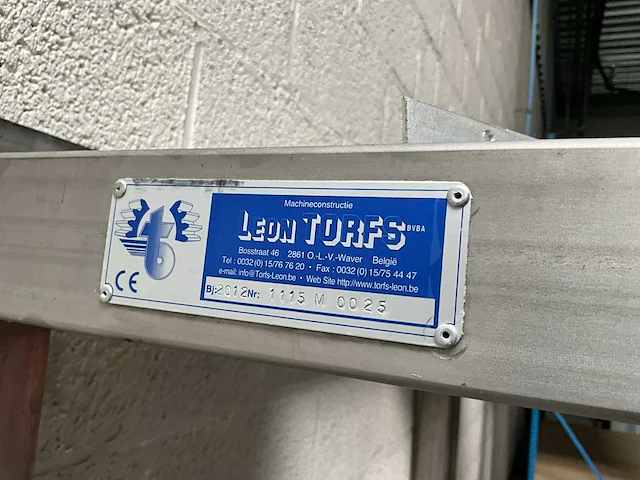 Machineconstructie
LEON TORFS BVBA
Bosstraat 46 2861 O.-L.-V.-Waver België
Tel : 0032(0)15/76 76 20 • Fax : 0032(0)15/75 44 47
e-mail: info@Torfs-Leon.be • Web Site http://www.torfs-leon.be
Bj: 2012 Nr: 1115 M 0025
t
CE